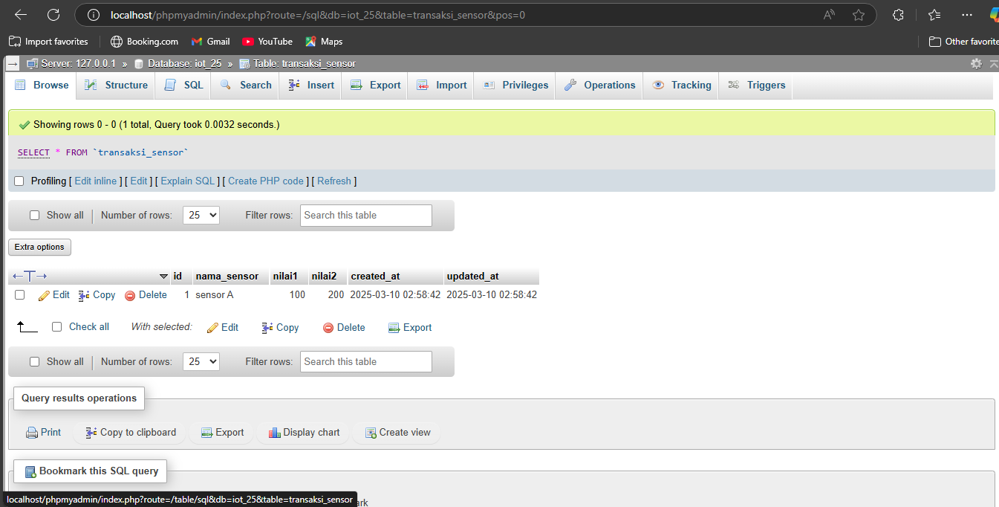 localhost/phpmyadmin/index.php?route=/sql&db=iot_25&table=transaksi_sensor&pos=0
Import favorites Booking.com Gmail YouTube Maps Other favorite
Server: 127.0.0.1 » Database: iot_25 » Table: transaksi_sensor
Browse Structure SQL Search Insert Export Import Privileges Operations Tracking Triggers
Showing rows 0 - 0 (1 total, Query took 0.0032 seconds.)
SELECT * FROM `transaksi_sensor`
Profiling [ Edit inline ] [ Edit ] [ Explain SQL ] [ Create PHP code ] [ Refresh ]
Show all | Number of rows: 25 Filter rows: Search this table
Extra options
←T→ id nama_sensor nilai1 nilai2 created_at updated_at
Edit Copy Delete 1 sensor A 100 200 2025-03-10 02:58:42 2025-03-10 02:58:42
Check all With selected: Edit Copy Delete Export
Show all | Number of rows: 25 Filter rows: Search this table
Query results operations
Print Copy to clipboard Export Display chart Create view
Bookmark this SQL query
localhost/phpmyadmin/index.php?route=/table/sql&db=iot_25&table=transaksi_sensor